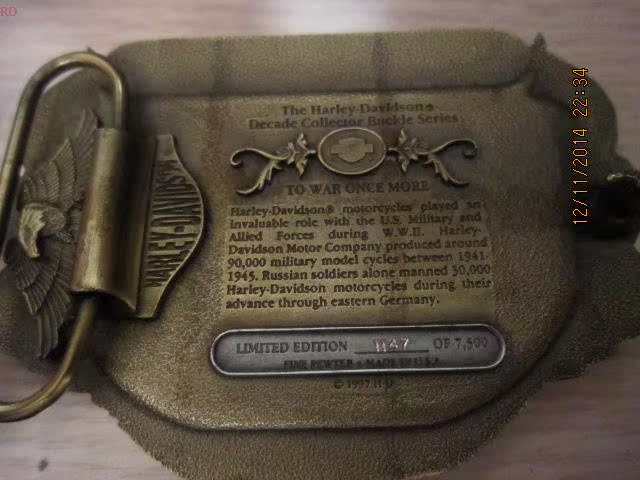 RD
The Harley-Davidson®
Decade Collector Buckle Series
TO WAR ONCE MORE
Harley-Davidson® motorcycles played an
invaluable role with the U.S. Military and
Allied Forces during W.W.II. Harley-
Davidson Motor Company produced around
90,000 military model cycles between 1941-
1945. Russian soldiers alone manned 30,000
Harley-Davidson motorcycles during their
advance through eastern Germany.
LIMITED EDITION 1147 OF 7,500
FINE PEWTER • MADE IN U.S.A.
© 1997 H-D
HARLEY-DAVIDSON
12/11/2014 22:34